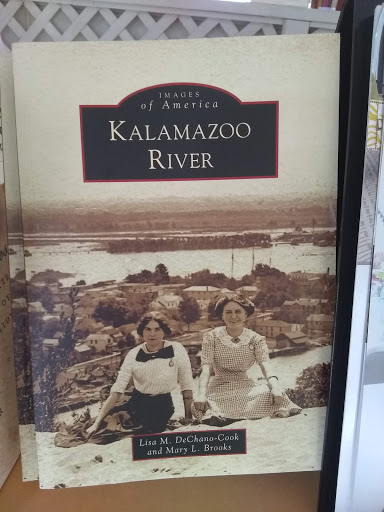 IMAGES
of America
KALAMAZOO
RIVER
Lisa M. DeChano-Cook
and Mary L. Brooks